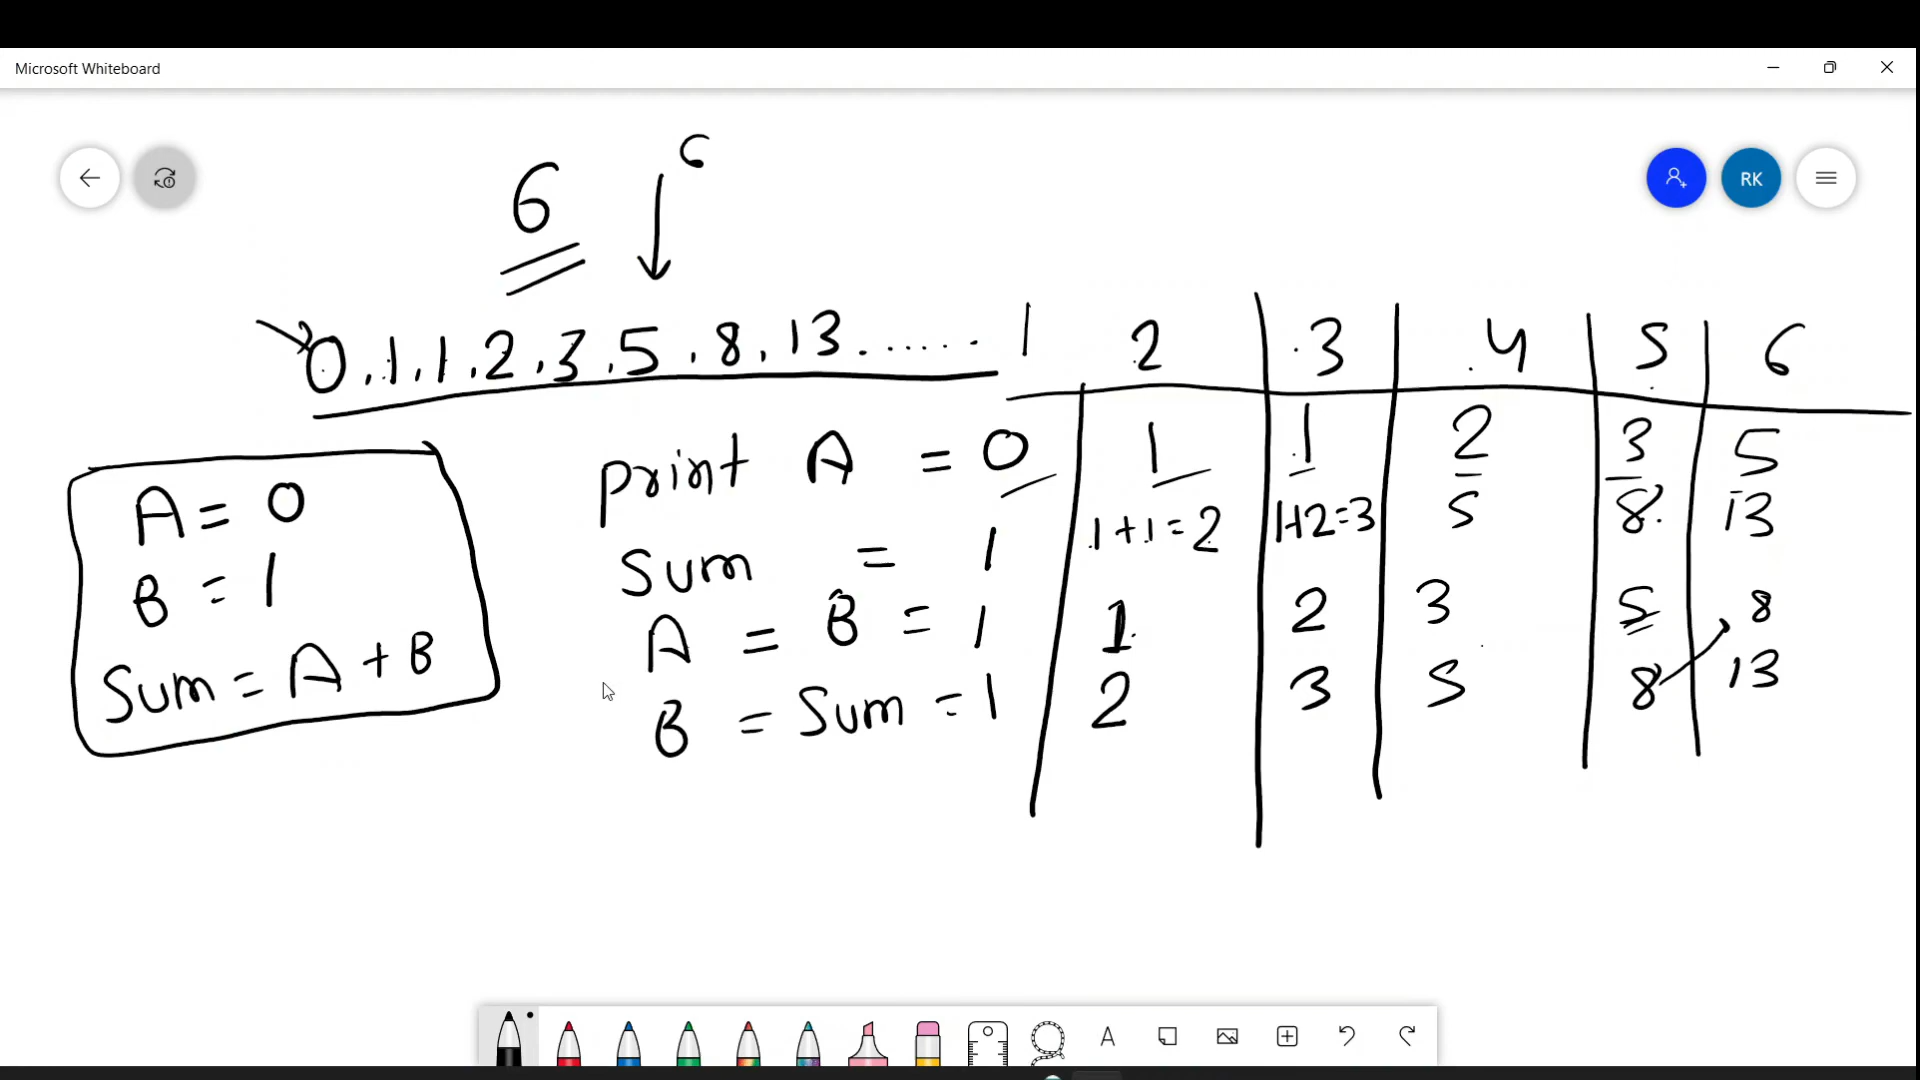 Microsoft Whiteboard
6
6
RK
0,1,1,2,3,5,8,13....... 1 2 3 4 5 6
print A = 0 1 1 2 3 5
Sum = 1 1+1=2 1+2=3 5 8 13
A = B = 1 1 2 3 5 8
B = Sum = 1 2 3 5 8 13
A = 0
B = 1
Sum = A + B
A